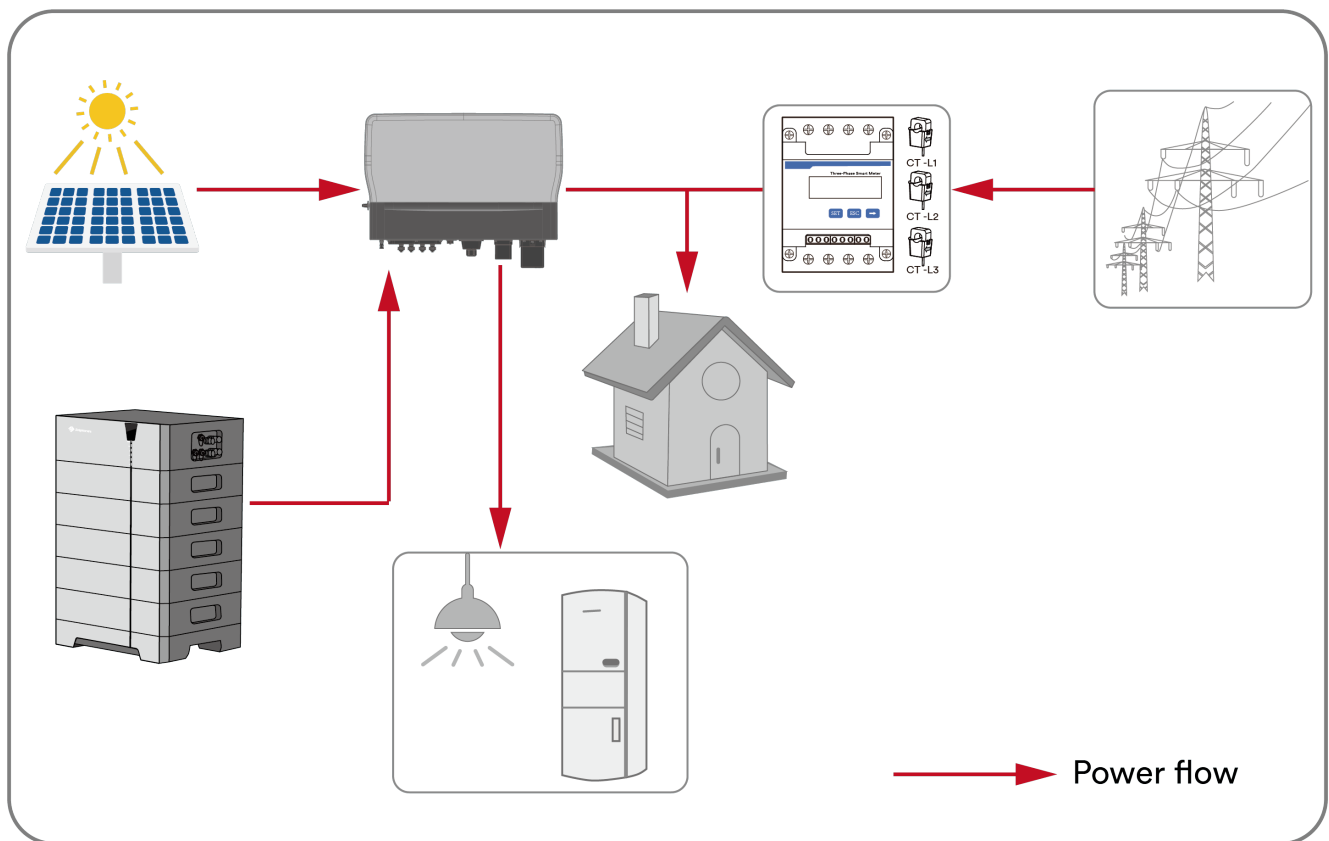 CT -L1
Three-Phase Smart Meter
CT -L2
SET ESC
CT -L3
Power flow